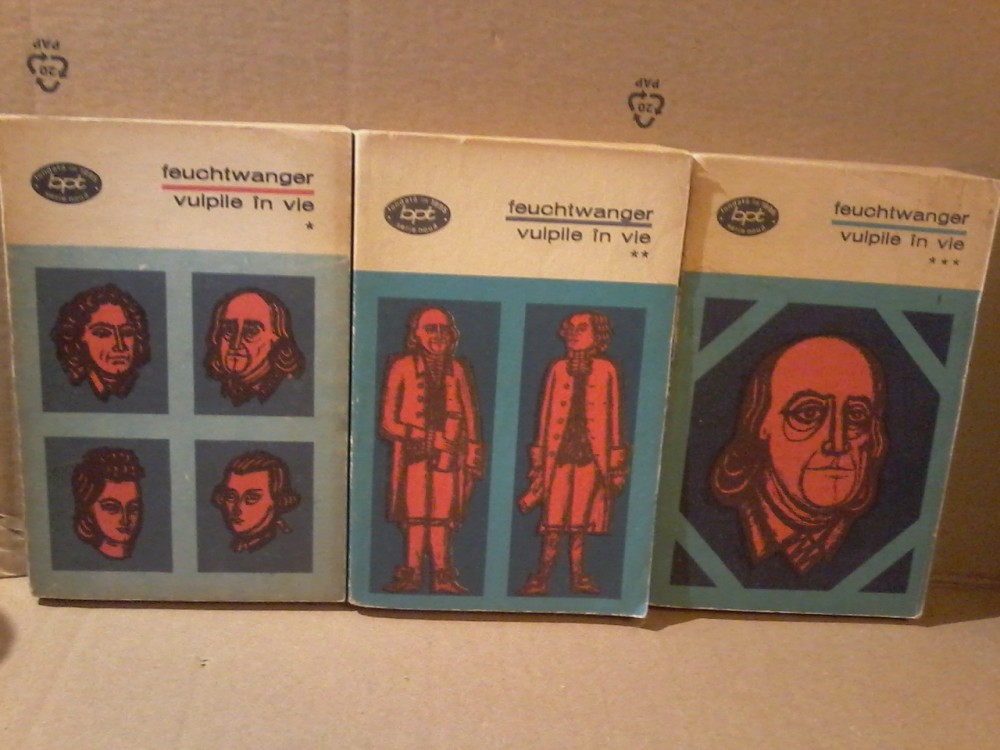 20
PAP
20
PAP
bpt
feuchtwanger
vulpile în vie
*
bpt
feuchtwanger
vulpile în vie
**
bpt
feuchtwanger
vulpile în vie
***